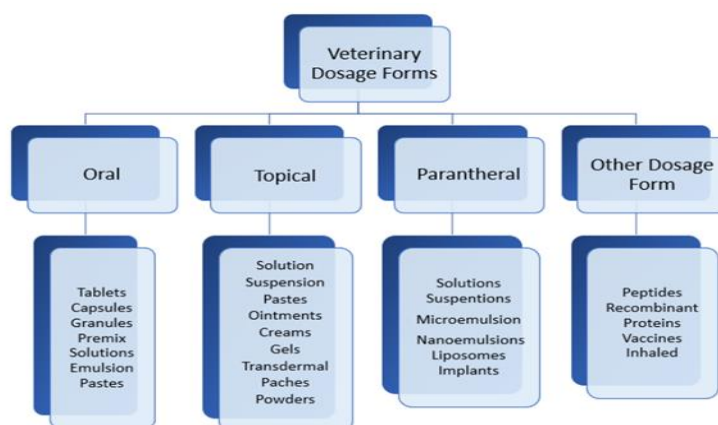 Veterinary
Dosage Forms
Oral
Topical
Parantheral
Other Dosage
Form
Tablets
Capsules
Granules
Premix
Solutions
Emulsion
Pastes
Solution
Suspension
Pastes
Ointments
Creams
Gels
Transdermal
Paches
Powders
Solutions
Suspentions
Microemulsion
Nanoemulsions
Liposomes
Implants
Peptides
Recombinant
Proteins
Vaccines
Inhaled